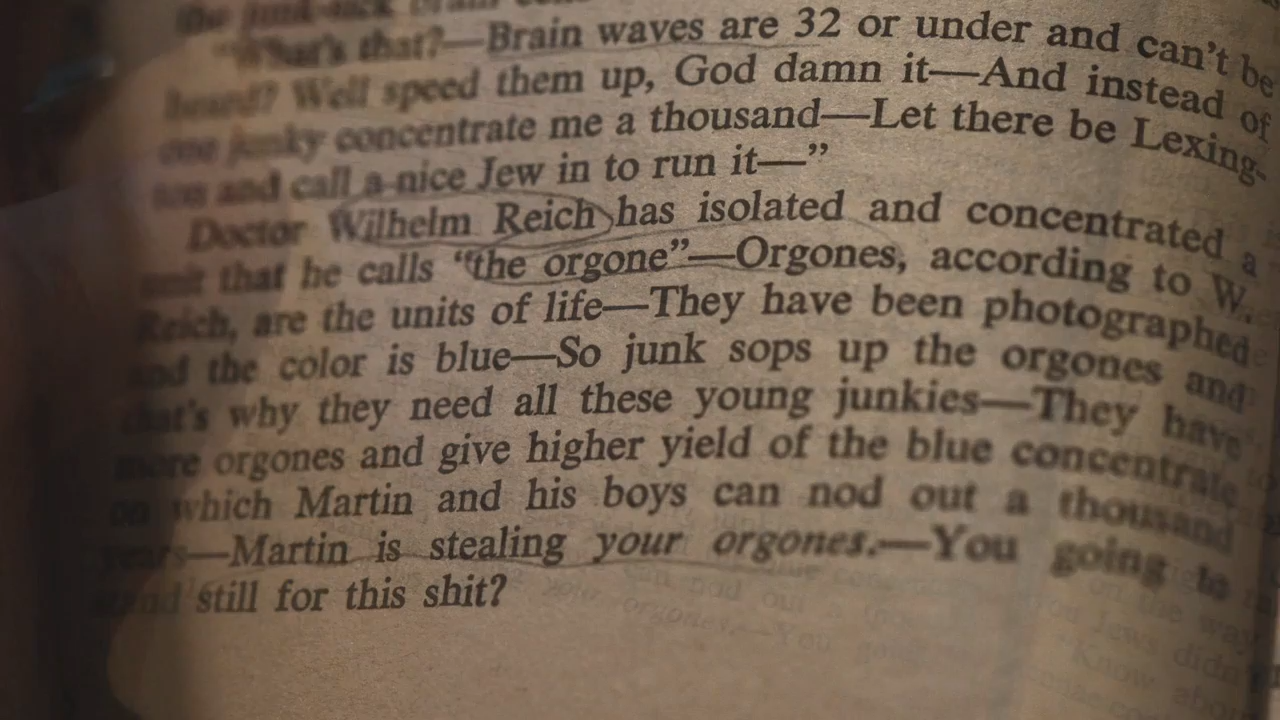 the junk-sick brain
"What's that?—Brain waves are 32 or under and can't be
heard? Well speed them up, God damn it—And instead of
one junky concentrate me a thousand—Let there be Lexing-
ton and call a nice Jew in to run it—"
Doctor Wilhelm Reich has isolated and concentrated a
unit that he calls "the orgone"—Orgones, according to W.
Reich, are the units of life—They have been photographed
and the color is blue—So junk sops up the orgones and
that's why they need all these young junkies—They have
more orgones and give higher yield of the blue concentrate
on which Martin and his boys can nod out a thousand
years—Martin is stealing your orgones.—You going to
stand still for this shit?